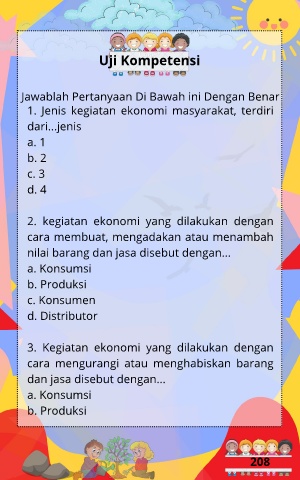 Uji Kompetensi
Jawablah Pertanyaan Di Bawah ini Dengan Benar
1. Jenis kegiatan ekonomi masyarakat, terdiri
dari...jenis
a. 1
b. 2
c. 3
d. 4
2. kegiatan ekonomi yang dilakukan dengan
cara membuat, mengadakan atau menambah
nilai barang dan jasa disebut dengan...
a. Konsumsi
b. Produksi
c. Konsumen
d. Distributor
3. Kegiatan ekonomi yang dilakukan dengan
cara mengurangi atau menghabiskan barang
dan jasa disebut dengan...
a. Konsumsi
b. Produksi
208